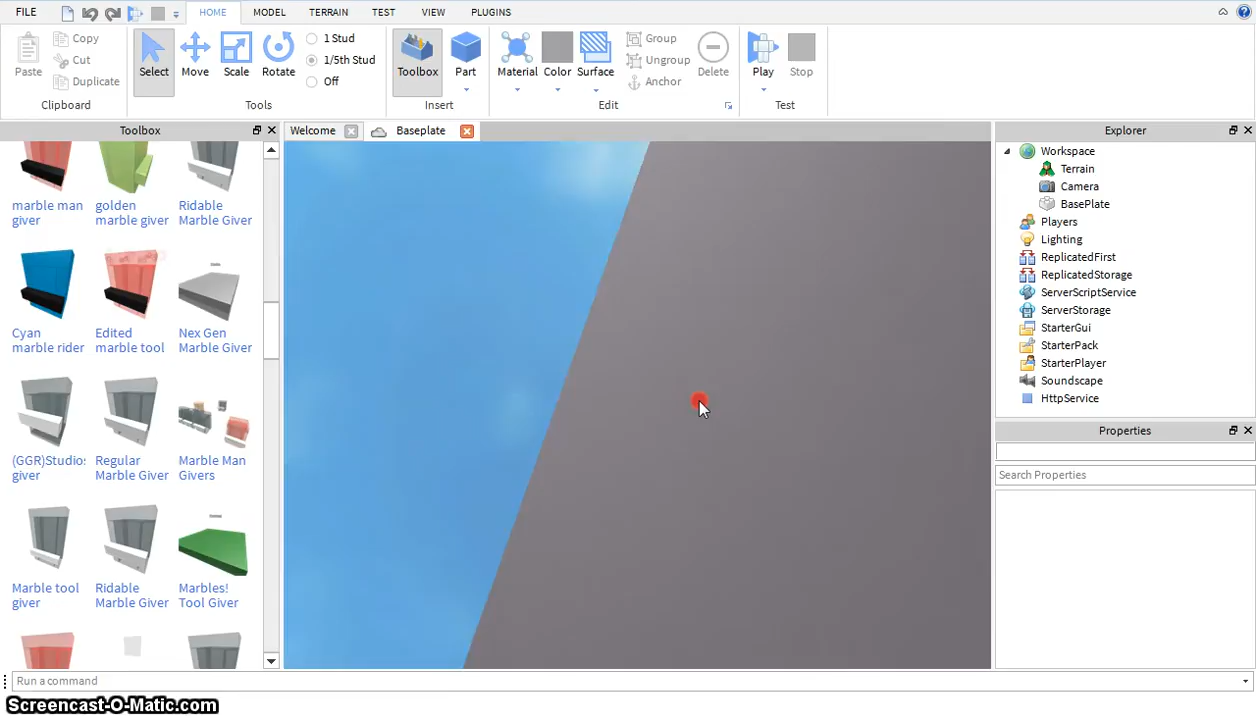 FILE HOME MODEL TERRAIN TEST VIEW PLUGINS
Paste
Copy
Cut
Duplicate
Clipboard
Select Move Scale Rotate
1 Stud
1/5th Stud
Off
Tools
Toolbox Part
Insert
Material Color Surface
Group
Ungroup
Anchor
Delete
Edit
Play Stop
Test
Toolbox
Welcome
Baseplate
Explorer
marble man giver
golden marble giver
Ridable Marble Giver
Cyan marble rider
Edited marble tool
Nex Gen Marble Giver
(GGR)Studios giver
Regular Marble Giver
Marble Man Givers
Marble tool giver
Ridable Marble Giver
Marbles! Tool Giver
Workspace
Terrain
Camera
BasePlate
Players
Lighting
ReplicatedFirst
ReplicatedStorage
ServerScriptService
ServerStorage
StarterGui
StarterPack
StarterPlayer
Soundscape
HttpService
Properties
Search Properties
Run a command
Screencast-O-Matic.com